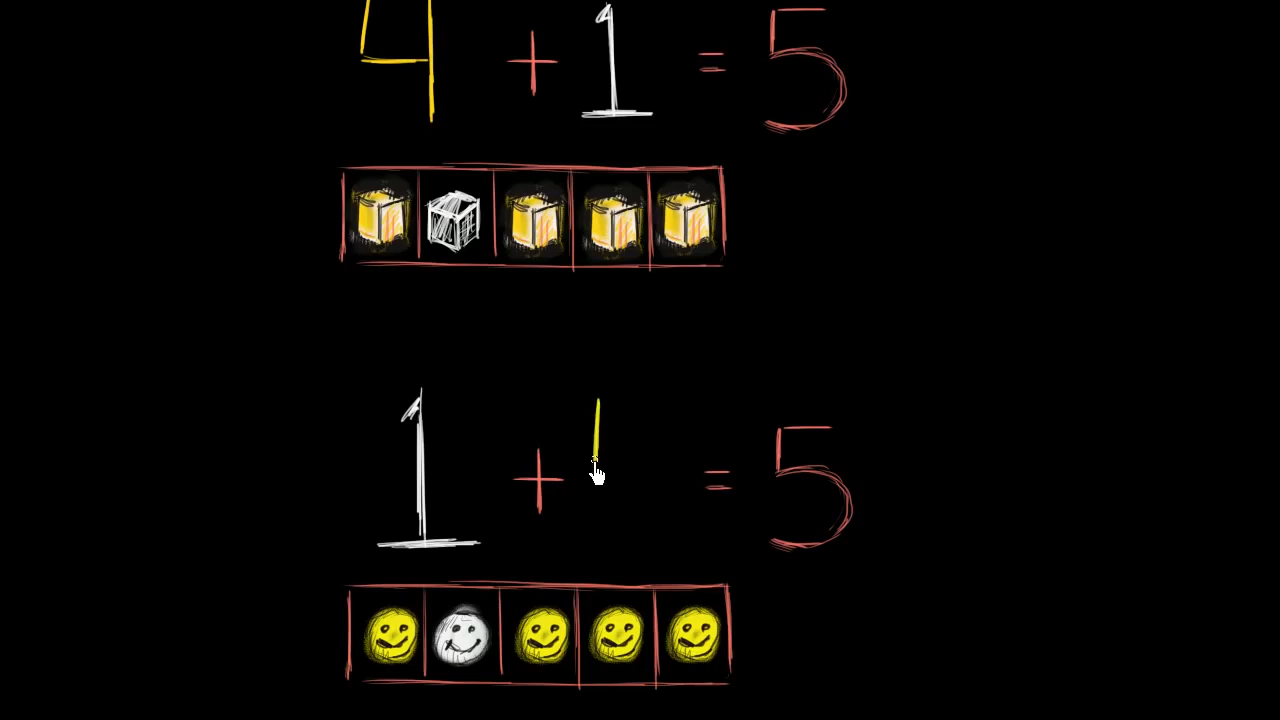 4 + 1 = 5
1 + = 5